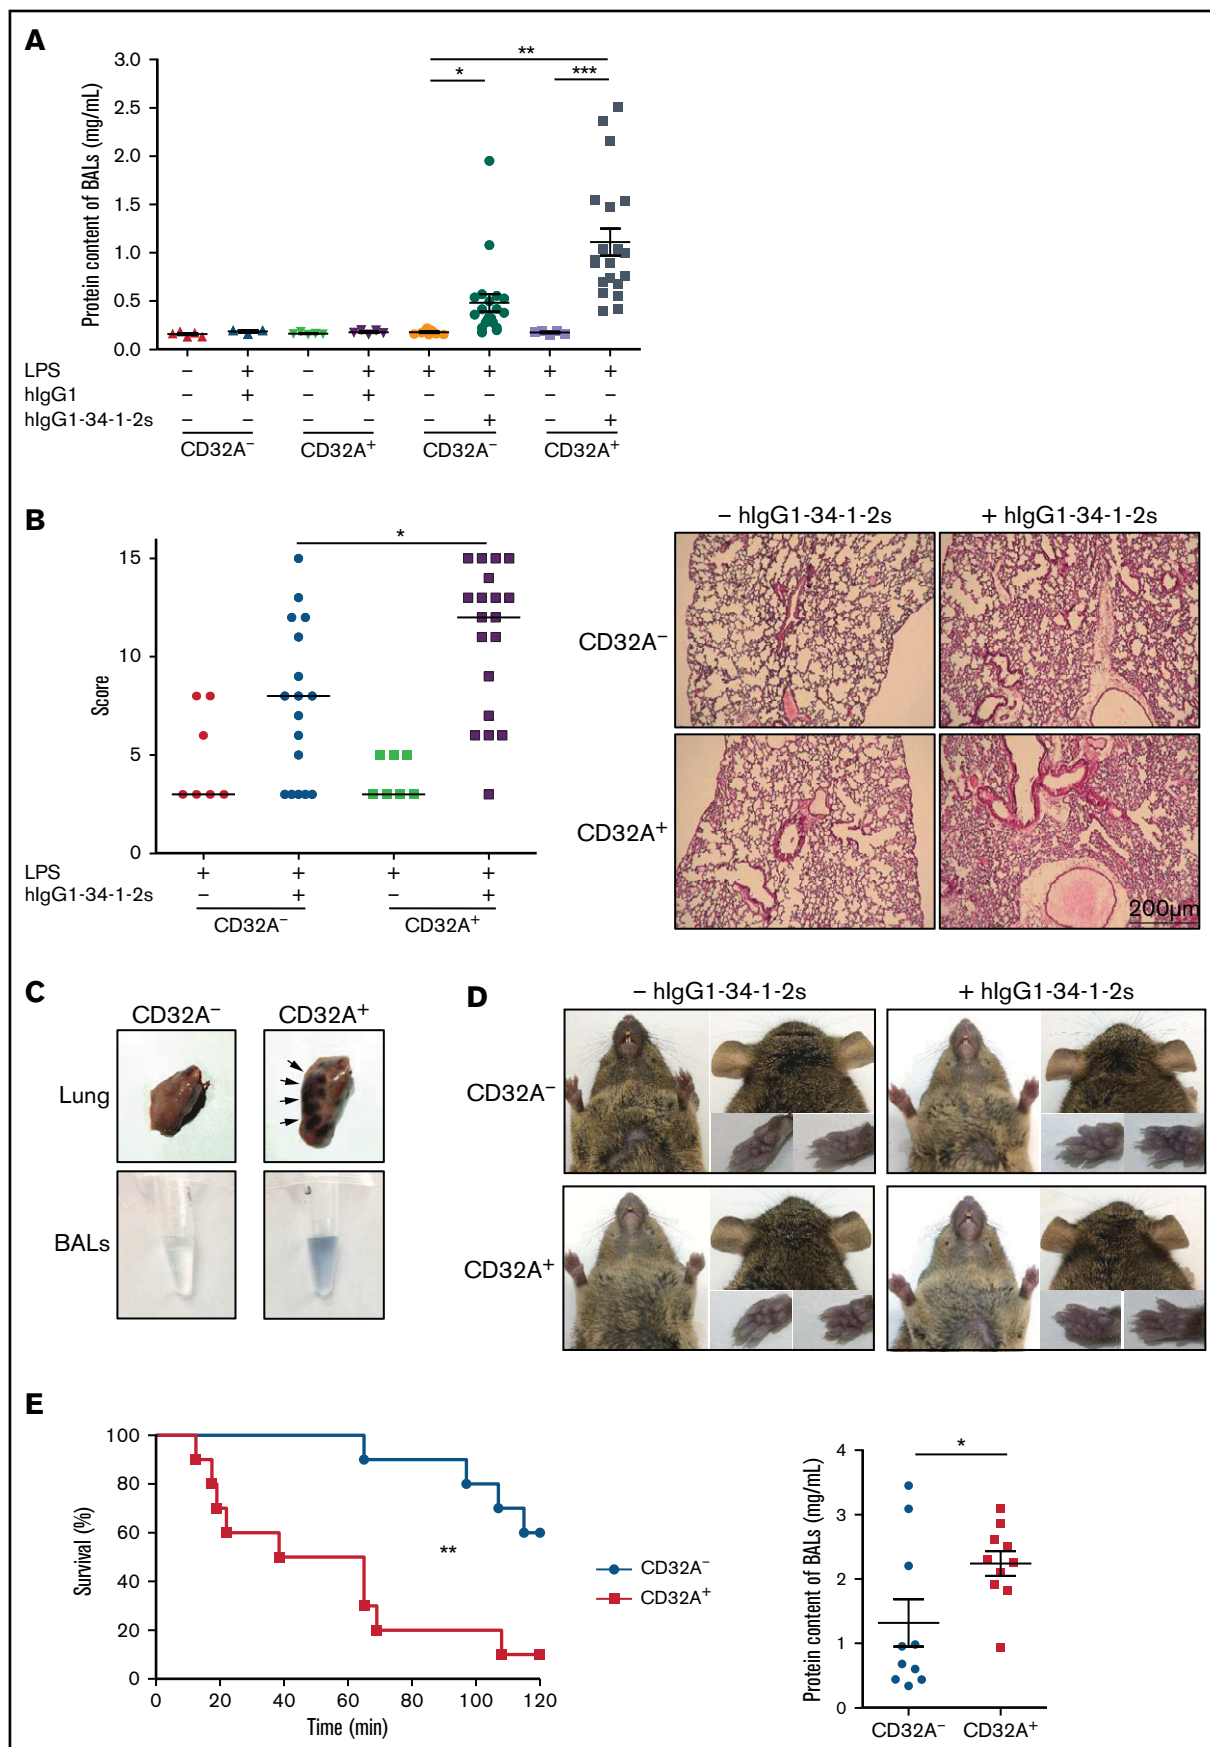 A
Protein content of BALs (mg/mL)
3.0
2.5
2.0
1.5
1.0
0.5
0.0
*
**
***
LPS − + − + + + + +
hIgG1 − + − + − − − −
hIgG1-34-1-2s − − − − − + − +
CD32A− CD32A+ CD32A− CD32A+
B
Score
15
10
5
0
*
LPS + + + +
hIgG1-34-1-2s − + − +
CD32A− CD32A+
− hIgG1-34-1-2s + hIgG1-34-1-2s
CD32A−
CD32A+
200µm
C
CD32A− CD32A+
Lung
BALs
D
− hIgG1-34-1-2s + hIgG1-34-1-2s
CD32A−
CD32A+
E
Survival (%)
100
80
60
40
20
0
0 20 40 60 80 100 120
Time (min)
**
CD32A−
CD32A+
Protein content of BALs (mg/mL)
4
3
2
1
0
*
CD32A− CD32A+